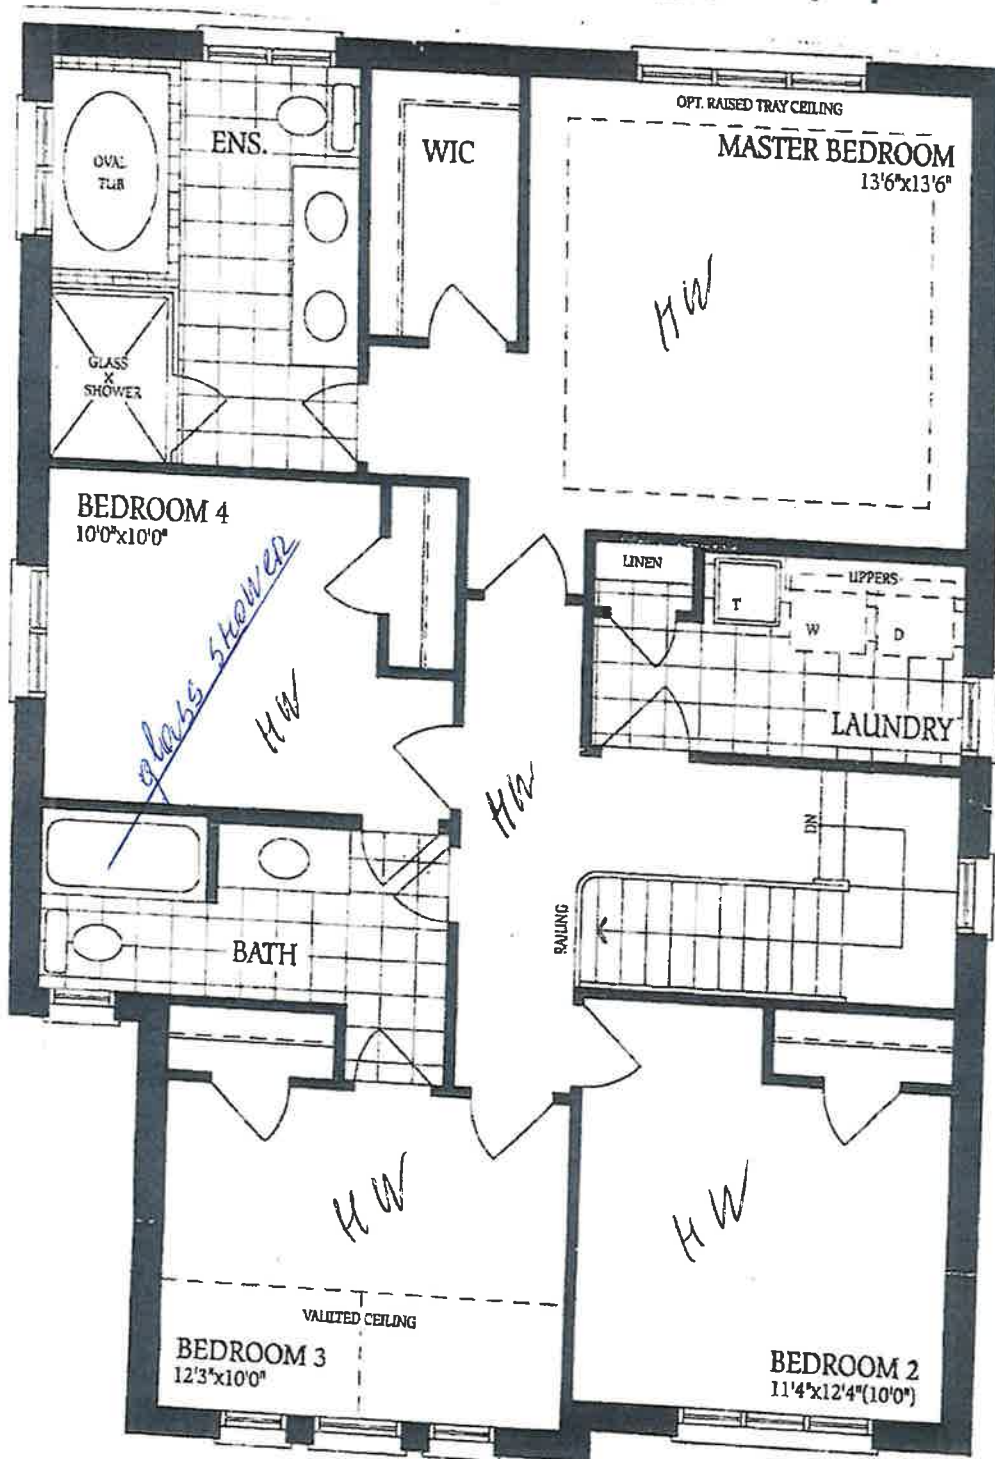 OPT. RAISED TRAY CEILING
ENS.
WIC
MASTER BEDROOM
13'6"x13'6"
OVAL
TUB
HW
GLASS
X
SHOWER
BEDROOM 4
10'0"x10'0"
glass SHOWER
HW
LINEN
UPPERS
T
W
D
LAUNDRY
HW
DN
RAILING
BATH
HW
HW
VAULTED CEILING
BEDROOM 3
12'3"x10'0"
BEDROOM 2
11'4"x12'4"(10'0")